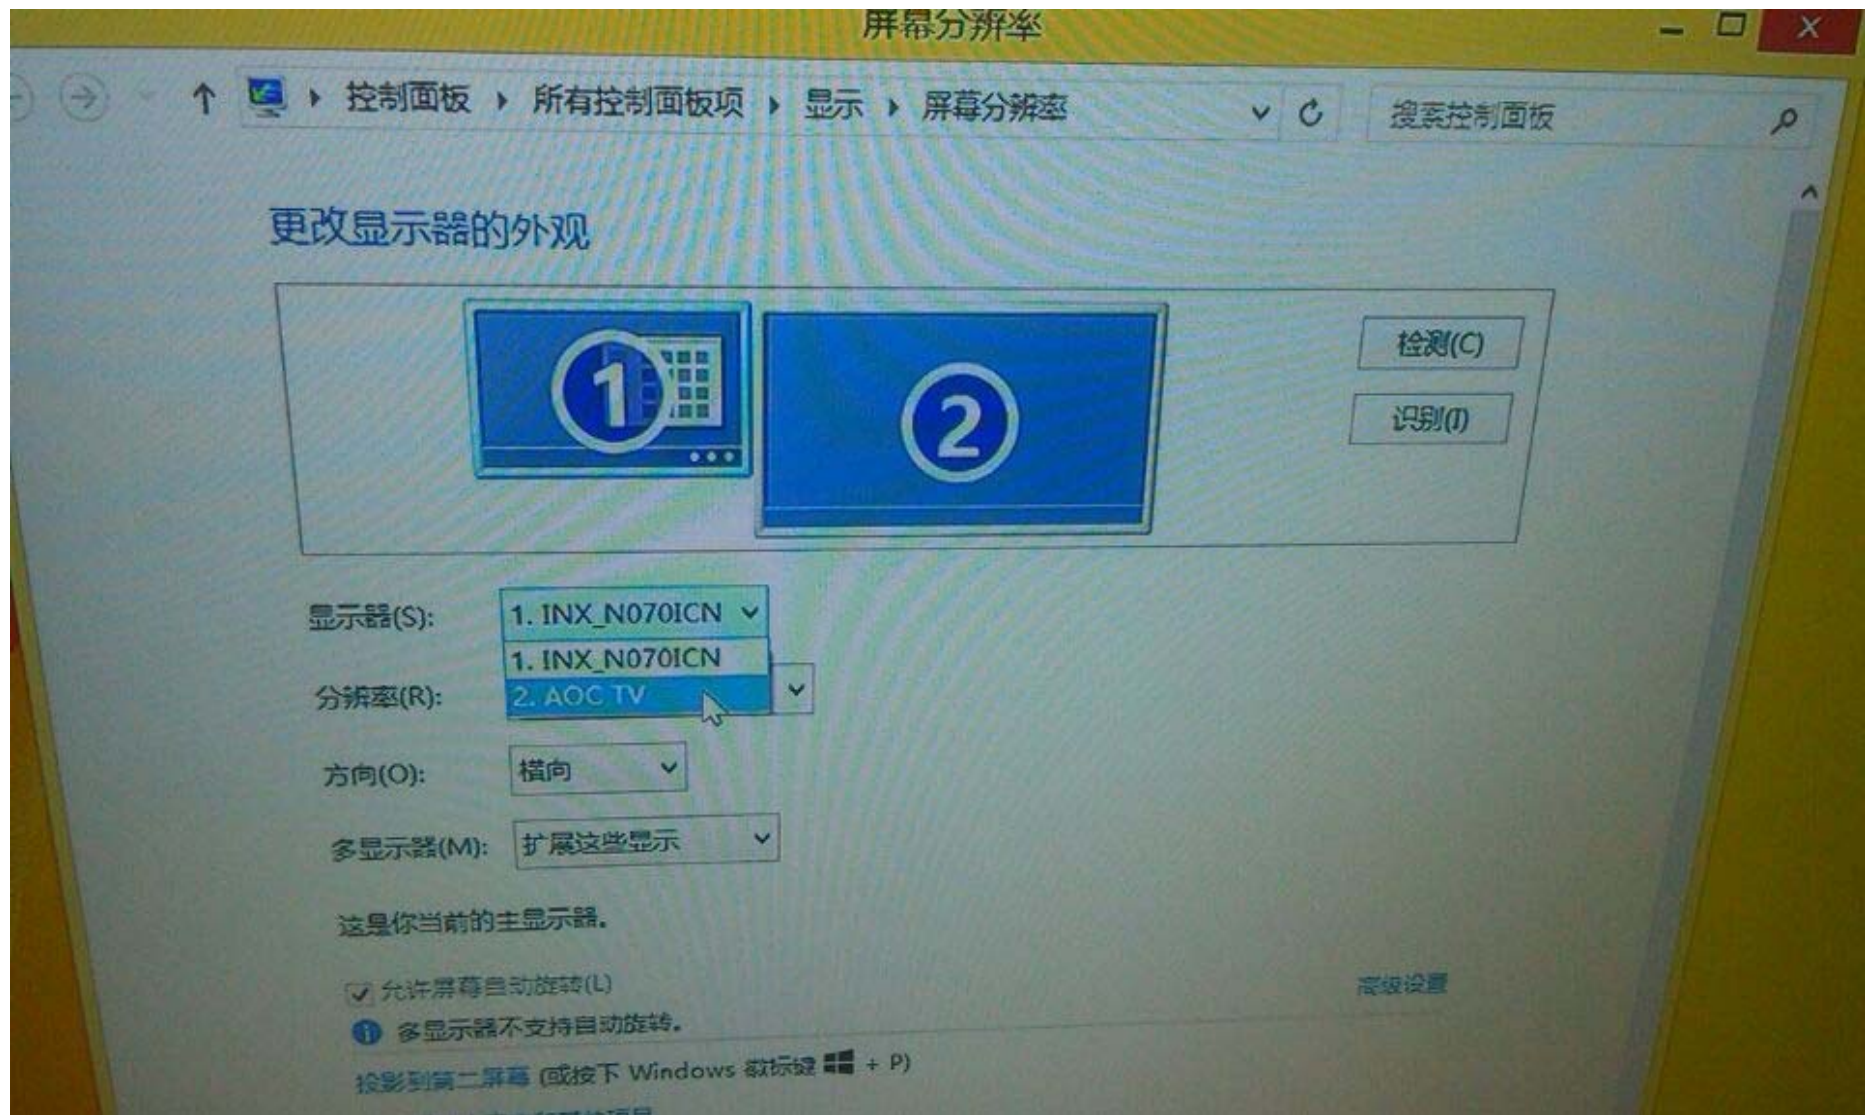 屏幕分辨率
控制面板 所有控制面板项 显示 屏幕分辨率 搜索控制面板
更改显示器的外观
1 2
检测(C)
识别(I)
显示器(S): 1. INX_N070ICN
1. INX_N070ICN
分辨率(R): 2. AOC TV
方向(O): 横向
多显示器(M): 扩展这些显示
这是你当前的主显示器。
允许屏幕自动旋转(L) 高级设置
多显示器不支持自动旋转。
投影到第二屏幕 (或按下 Windows 徽标键 + P)